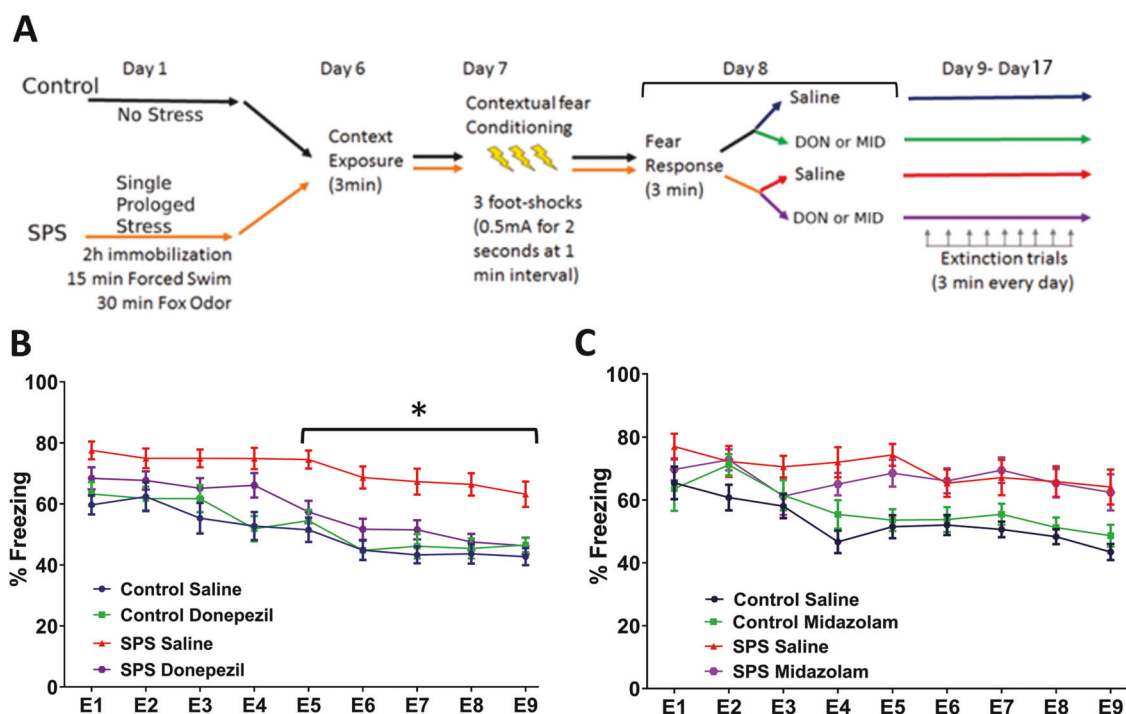 A
Control
Day 1
No Stress
Day 6
Day 7
Day 8
Day 9- Day 17
Context
Exposure
(3min)
Contextual fear
Conditioning
3 foot-shocks
(0.5mA for 2
seconds at 1
min interval)
Fear
Response
(3 min)
Saline
DON or MID
Saline
DON or MID
Single
Prologed
Stress
SPS
2h immobilization
15 min Forced Swim
30 min Fox Odor
Extinction trials
(3 min every day)
B
% Freezing
100
80
60
40
20
0
*
Control Saline
Control Donepezil
SPS Saline
SPS Donepezil
E1 E2 E3 E4 E5 E6 E7 E8 E9
C
% Freezing
100
80
60
40
20
0
Control Saline
Control Midazolam
SPS Saline
SPS Midazolam
E1 E2 E3 E4 E5 E6 E7 E8 E9